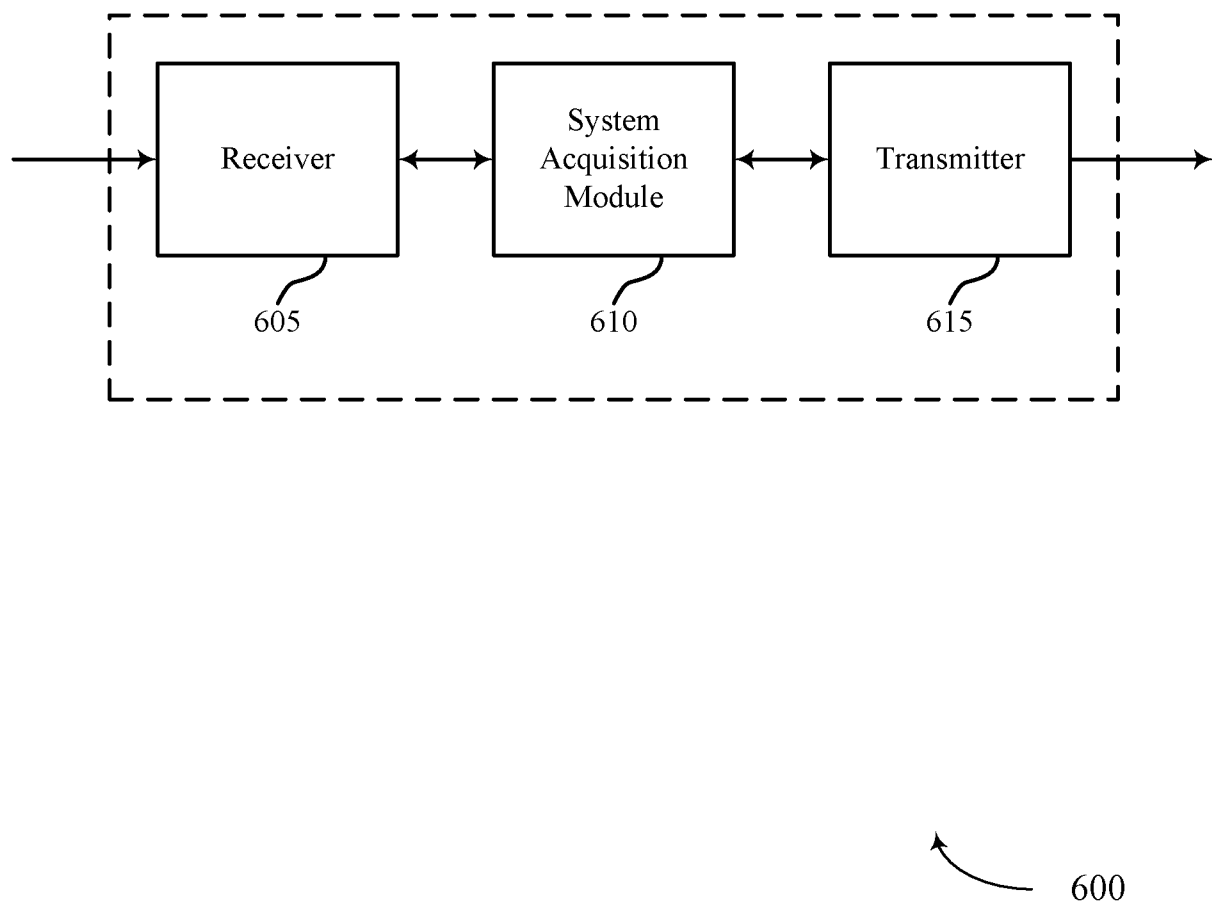 Receiver
System
Acquisition
Module
Transmitter
605
610
615
600